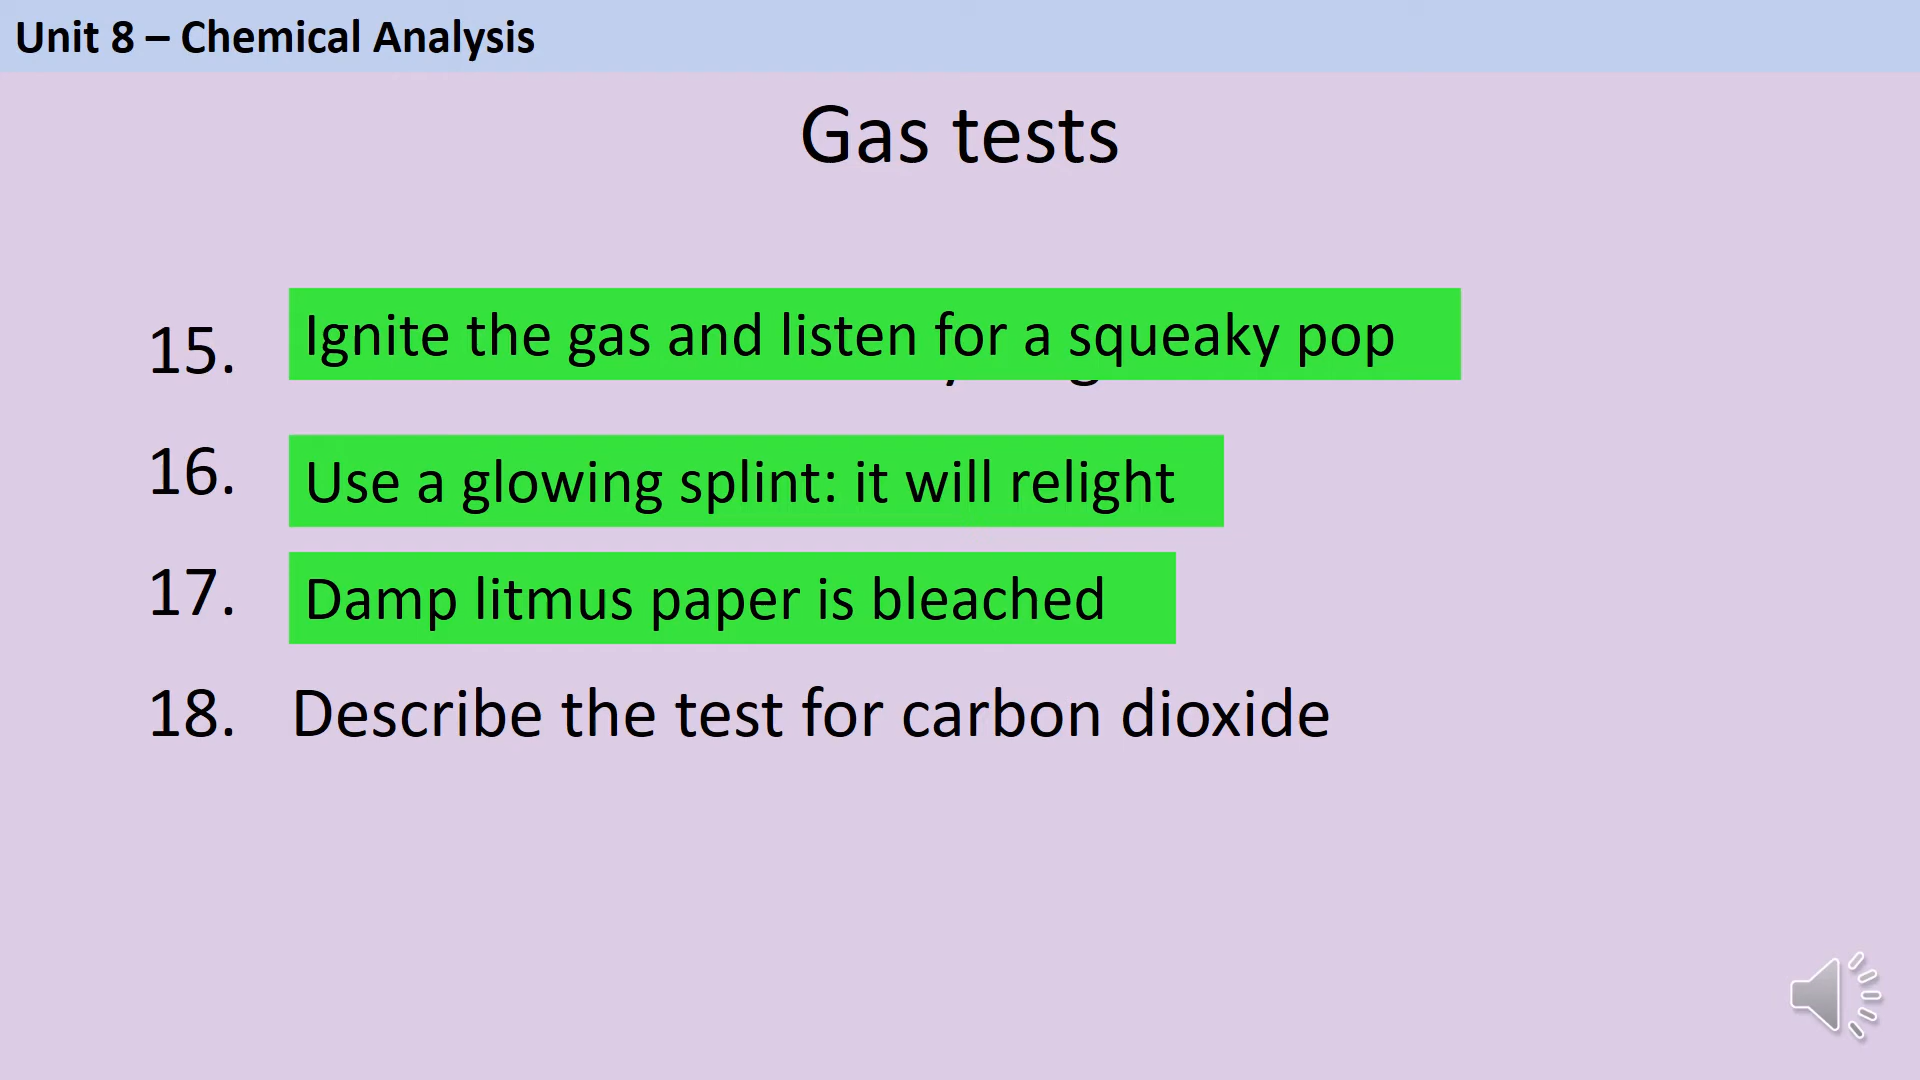 Unit 8 – Chemical Analysis
Gas tests
15. Ignite the gas and listen for a squeaky pop
16. Use a glowing splint: it will relight
17. Damp litmus paper is bleached
18. Describe the test for carbon dioxide